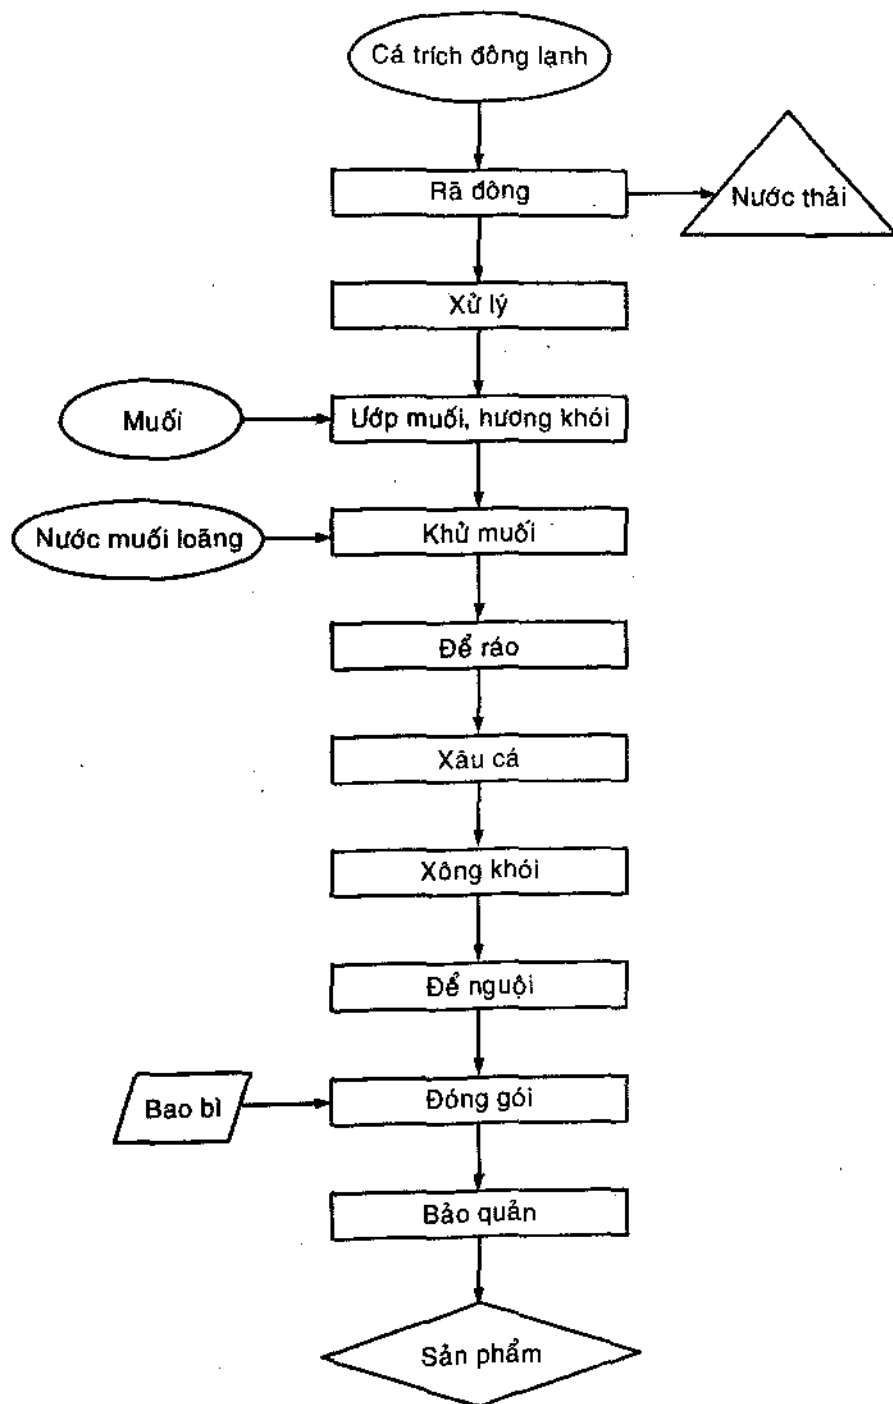 Cá trích đông lạnh
Rã đông
Nước thải
Xử lý
Muối
Ướp muối, hương khói
Nước muối loãng
Khử muối
Để ráo
Xâu cá
Xông khói
Để nguội
Bao bì
Đóng gói
Bảo quản
Sản phẩm